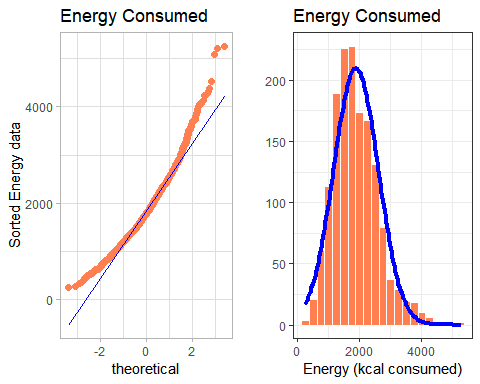 Energy Consumed
Sorted Energy data
4000
2000
0
-2
0
2
theoretical
Energy Consumed
200
150
100
50
0
0
2000
4000
Energy (kcal consumed)